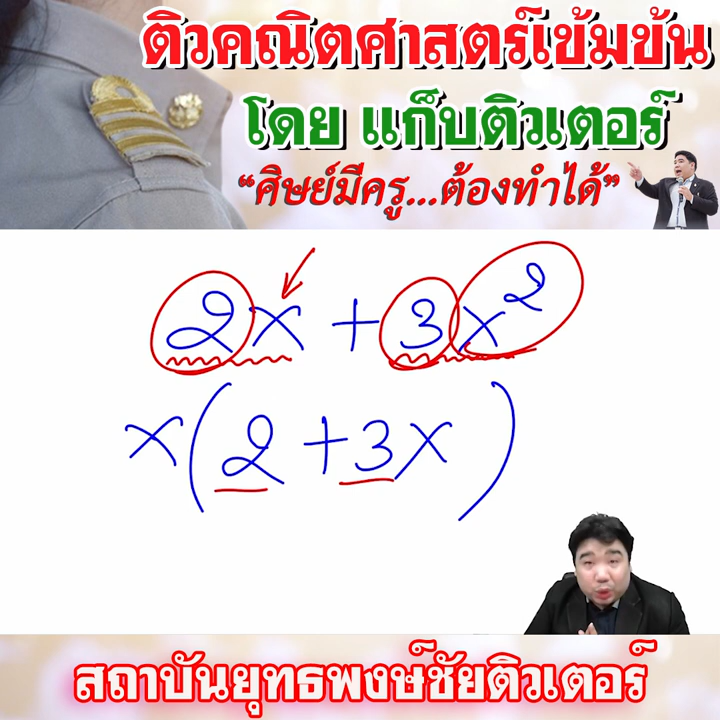 ติวคณิตศาสตร์เข้มข้น
โดย แก็บติวเตอร์
“ศิษย์มีครู...ต้องทำได้”
2x + 3x²
x(2 + 3x)
สถาบันยุทธพงษ์ชัยติวเตอร์